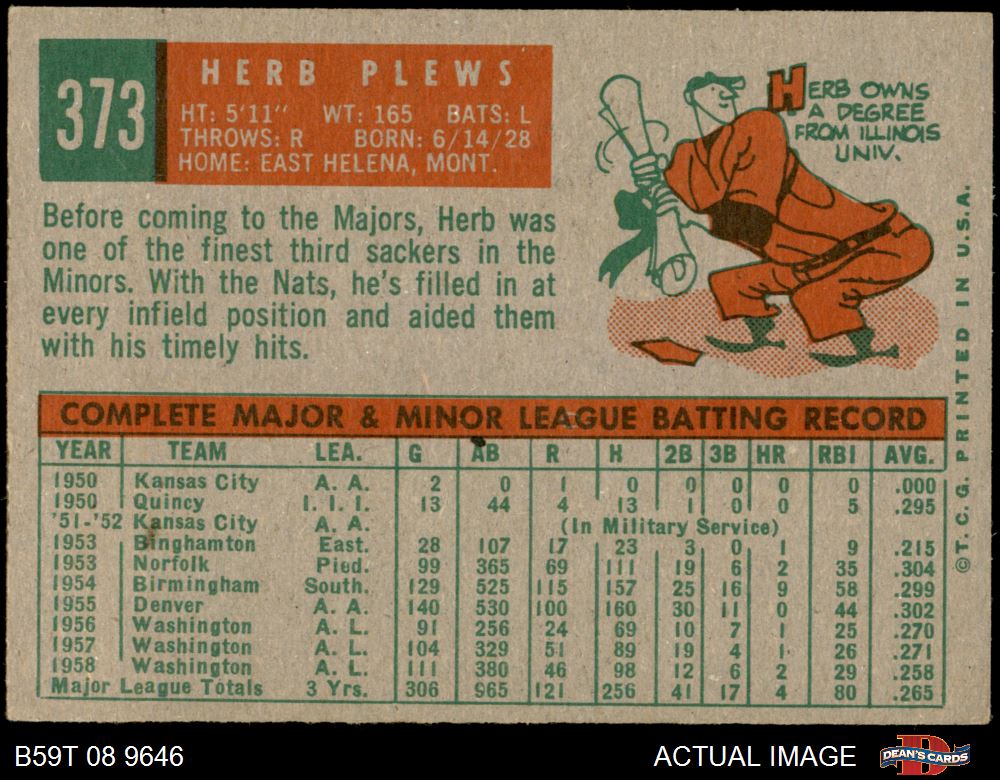 373
HERB PLEWS
HT: 5'11" WT: 165 BATS: L
THROWS: R BORN: 6/14/28
HOME: EAST HELENA, MONT.
HERB OWNS
A DEGREE
FROM ILLINOIS
UNIV.
Before coming to the Majors, Herb was
one of the finest third sackers in the
Minors. With the Nats, he's filled in at
every infield position and aided them
with his timely hits.
COMPLETE MAJOR & MINOR LEAGUE BATTING RECORD
YEAR TEAM LEA. G AB R H 2B 3B HR RBI AVG.
1950 Kansas City A. A. 2 0 1 0 0 0 0 0 .000
1950 Quincy I. I. I. 13 44 4 13 1 0 0 5 .295
'51-'52 Kansas City A. A. (In Military Service)
1953 Binghamton East. 28 107 17 23 3 0 1 9 .215
1953 Norfolk Pied. 99 365 69 111 19 6 2 35 .304
1954 Birmingham South. 129 525 115 157 25 16 9 58 .299
1955 Denver A. A. 140 530 100 160 30 11 0 44 .302
1956 Washington A. L. 91 256 24 69 10 7 1 25 .270
1957 Washington A. L. 104 329 51 89 19 4 1 26 .271
1958 Washington A. L. 111 380 46 98 12 6 2 29 .258
Major League Totals 3 Yrs. 306 965 121 256 41 17 4 80 .265
©T.C.G. PRINTED IN U.S.A.
B59T 08 9646
ACTUAL IMAGE
DEAN'S CARDS